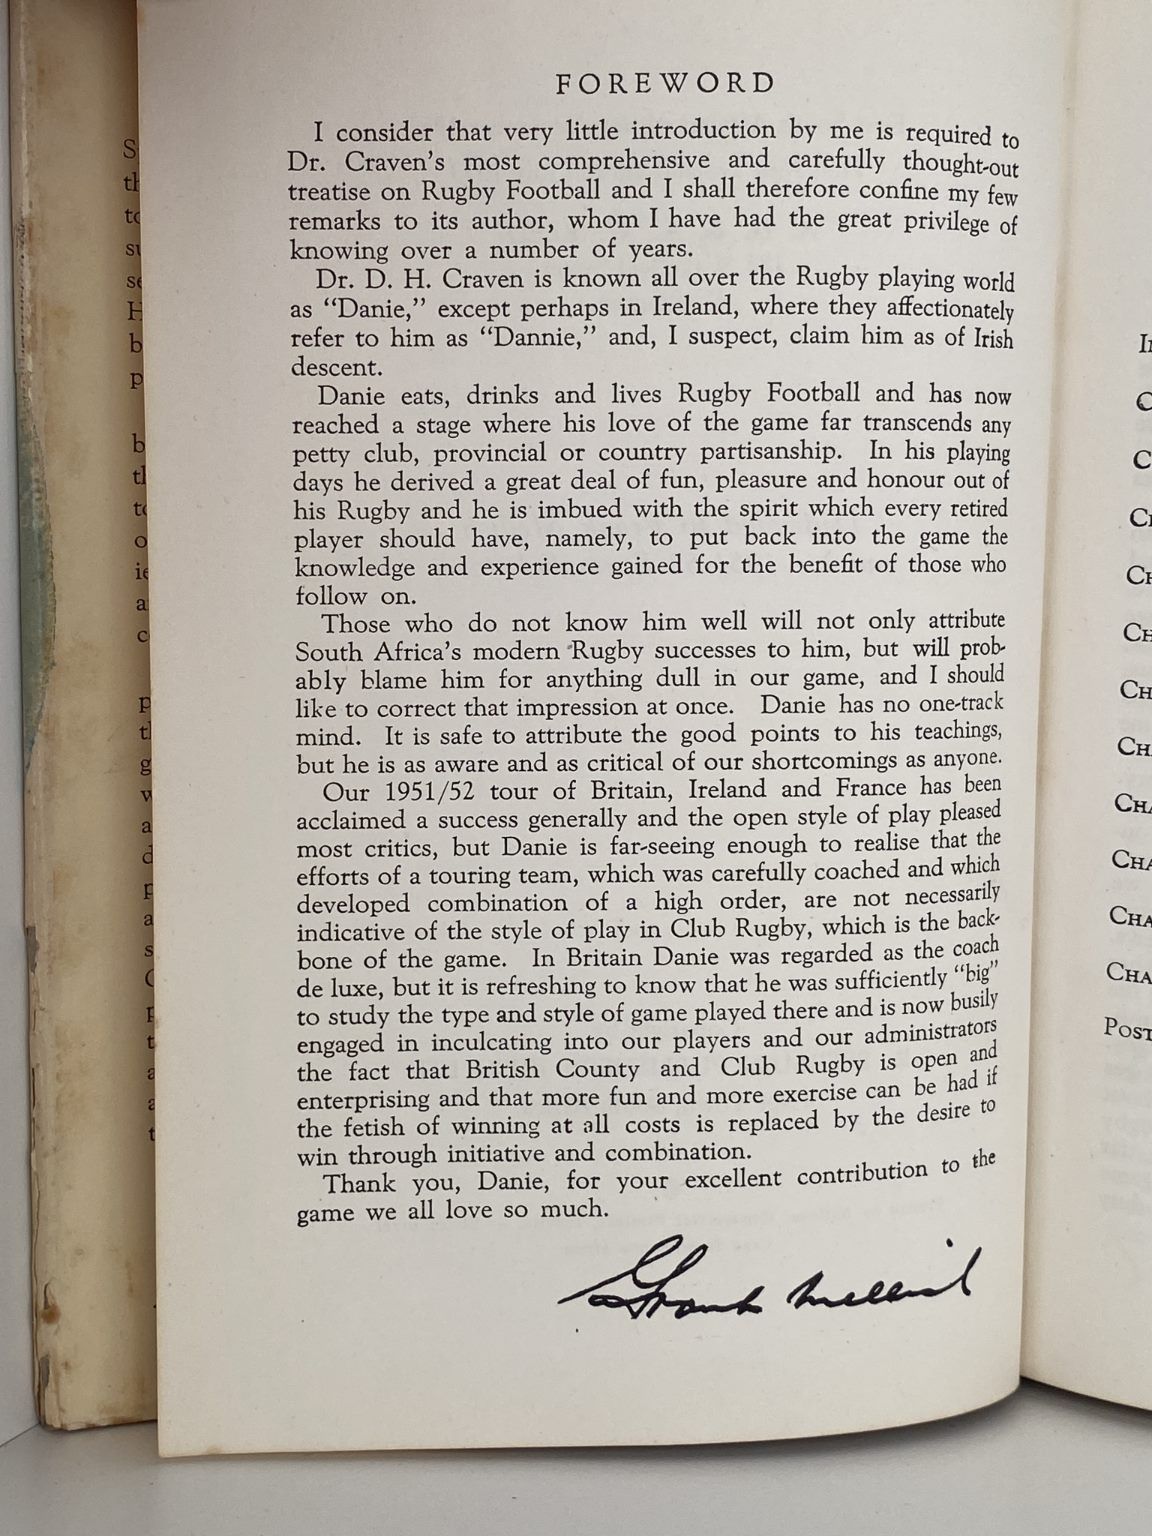 FOREWORD
I consider that very little introduction by me is required to
Dr. Craven's most comprehensive and carefully thought-out
treatise on Rugby Football and I shall therefore confine my few
remarks to its author, whom I have had the great privilege of
knowing over a number of years.
Dr. D. H. Craven is known all over the Rugby playing world
as “Danie,” except perhaps in Ireland, where they affectionately
refer to him as “Dannie,” and, I suspect, claim him as of Irish
descent.
Danie eats, drinks and lives Rugby Football and has now
reached a stage where his love of the game far transcends any
petty club, provincial or country partisanship. In his playing
days he derived a great deal of fun, pleasure and honour out of
his Rugby and he is imbued with the spirit which every retired
player should have, namely, to put back into the game the
knowledge and experience gained for the benefit of those who
follow on.
Those who do not know him well will not only attribute
South Africa's modern Rugby successes to him, but will prob-
ably blame him for anything dull in our game, and I should
like to correct that impression at once. Danie has no one-track
mind. It is safe to attribute the good points to his teachings,
but he is as aware and as critical of our shortcomings as anyone.
Our 1951/52 tour of Britain, Ireland and France has been
acclaimed a success generally and the open style of play pleased
most critics, but Danie is far-seeing enough to realise that the
efforts of a touring team, which was carefully coached and which
developed combination of a high order, are not necessarily
indicative of the style of play in Club Rugby, which is the back-
bone of the game. In Britain Danie was regarded as the coach
de luxe, but it is refreshing to know that he was sufficiently “big”
to study the type and style of game played there and is now busily
engaged in inculcating into our players and our administrators
the fact that British County and Club Rugby is open and
enterprising and that more fun and more exercise can be had if
the fetish of winning at all costs is replaced by the desire to
win through initiative and combination.
Thank you, Danie, for your excellent contribution to the
game we all love so much.
Frank Mellish